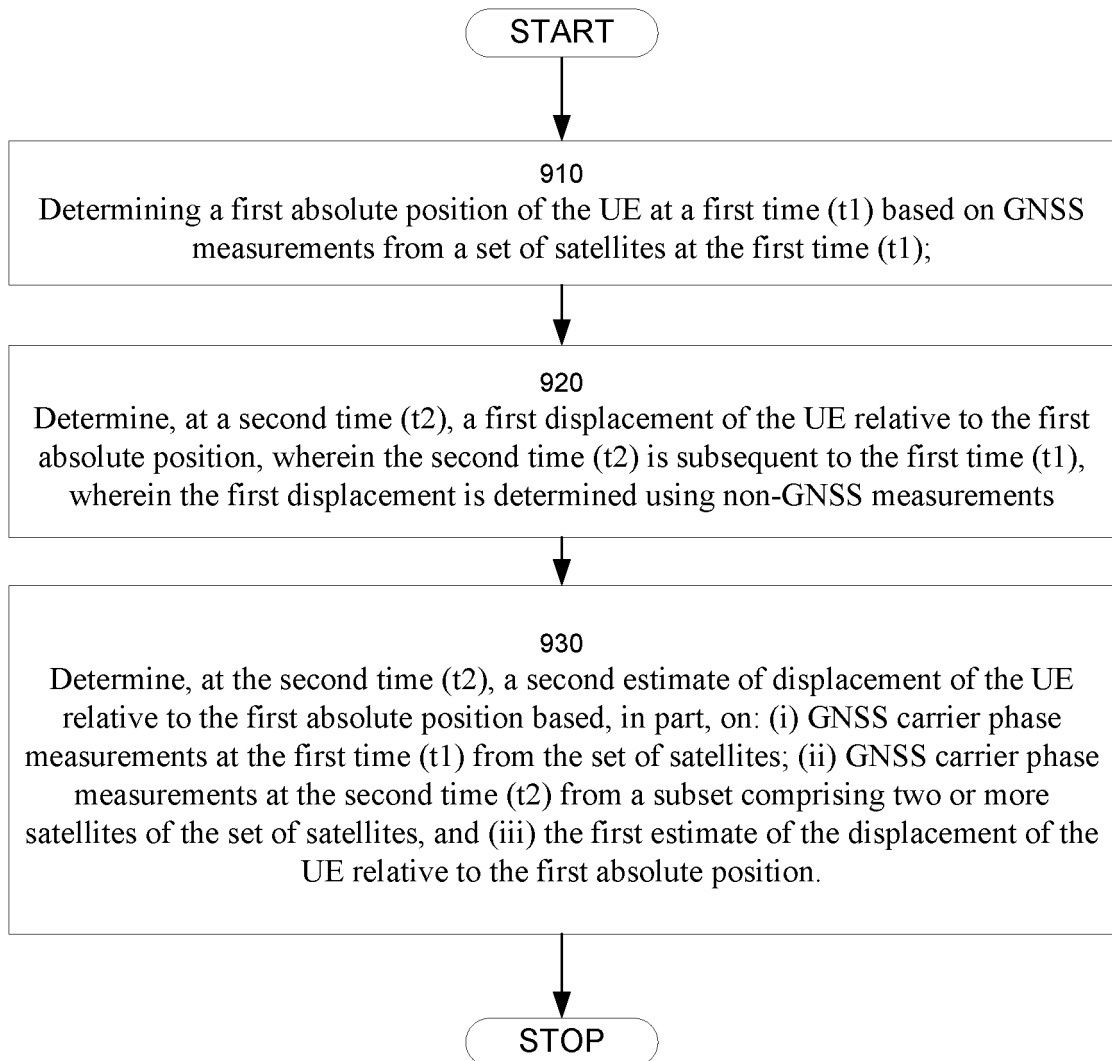 START
910
Determining a first absolute position of the UE at a first time (t1) based on GNSS
measurements from a set of satellites at the first time (t1);
920
Determine, at a second time (t2), a first displacement of the UE relative to the first
absolute position, wherein the second time (t2) is subsequent to the first time (t1),
wherein the first displacement is determined using non-GNSS measurements
930
Determine, at the second time (t2), a second estimate of displacement of the UE
relative to the first absolute position based, in part, on: (i) GNSS carrier phase
measurements at the first time (t1) from the set of satellites; (ii) GNSS carrier phase
measurements at the second time (t2) from a subset comprising two or more
satellites of the set of satellites, and (iii) the first estimate of the displacement of the
UE relative to the first absolute position.
STOP